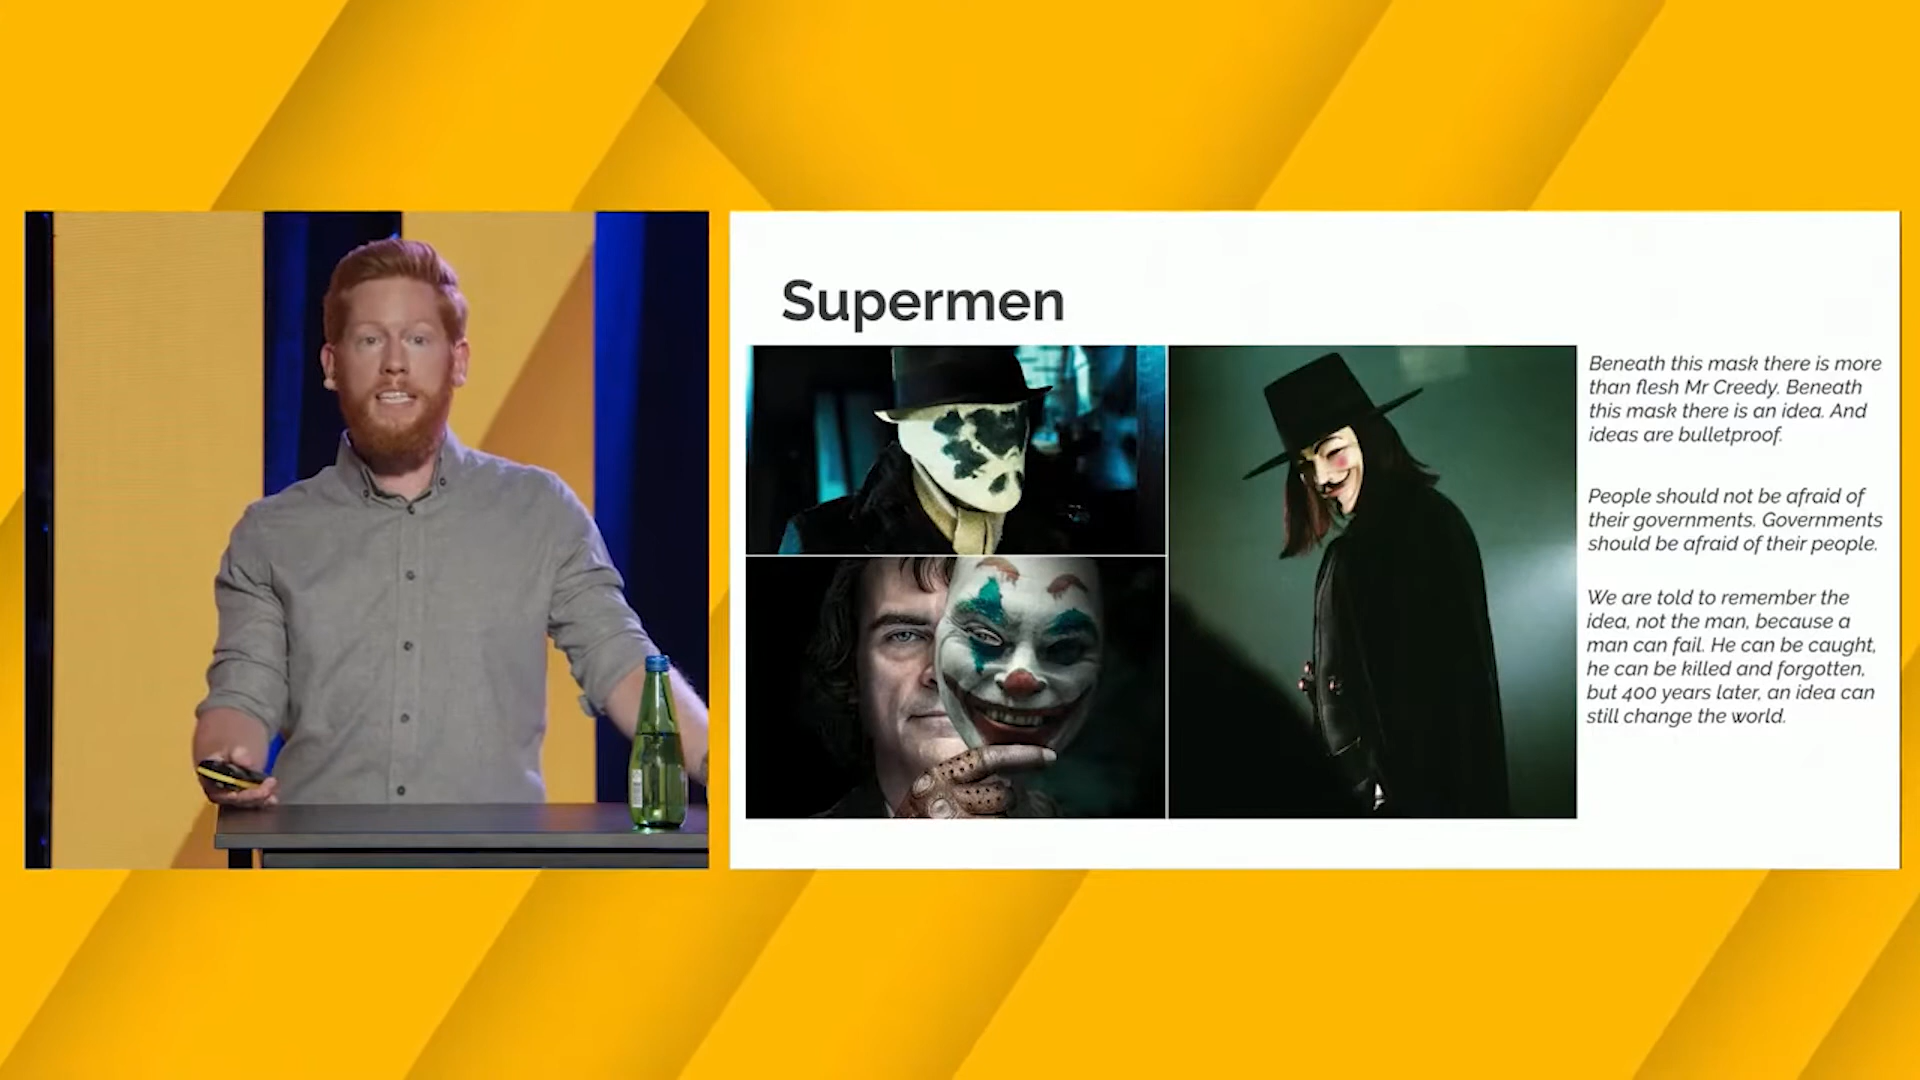 Supermen
Beneath this mask there is more
than flesh Mr Creedy. Beneath
this mask there is an idea. And
ideas are bulletproof.
People should not be afraid of
their governments. Governments
should be afraid of their people.
We are told to remember the
idea, not the man, because a
man can fail. He can be caught,
he can be killed and forgotten,
but 400 years later, an idea can
still change the world.